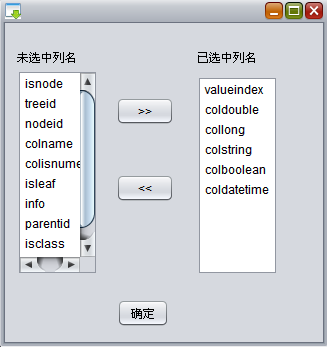 未选中列名
已选中列名
isnode
treeid
nodeid
colname
colisnume
isleaf
info
parentid
isclass
>>
<<
valueindex
coldouble
collong
colstring
colboolean
coldatetime
确定